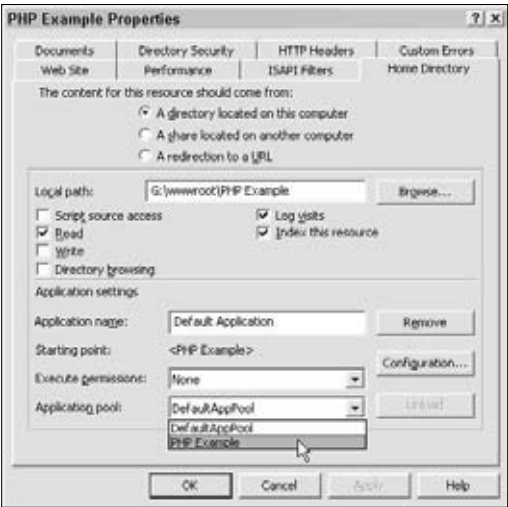 PHP Example Properties
Documents Directory Security HTTP Headers Custom Errors
Web Site Performance ISAPI Filters Home Directory
The content for this resource should come from:
A directory located on this computer
A share located on another computer
A redirection to a URL
Local path: G:\wwwroot\PHP Example Browse...
Script source access Log visits
Read Index this resource
Write
Directory browsing
Application settings
Application name: Default Application Remove
Starting point: <PHP Example>
Configuration...
Execute permissions: None
Application pool: DefaultAppPool Unload
DefaultAppPool
PHP Example
OK Cancel Apply Help